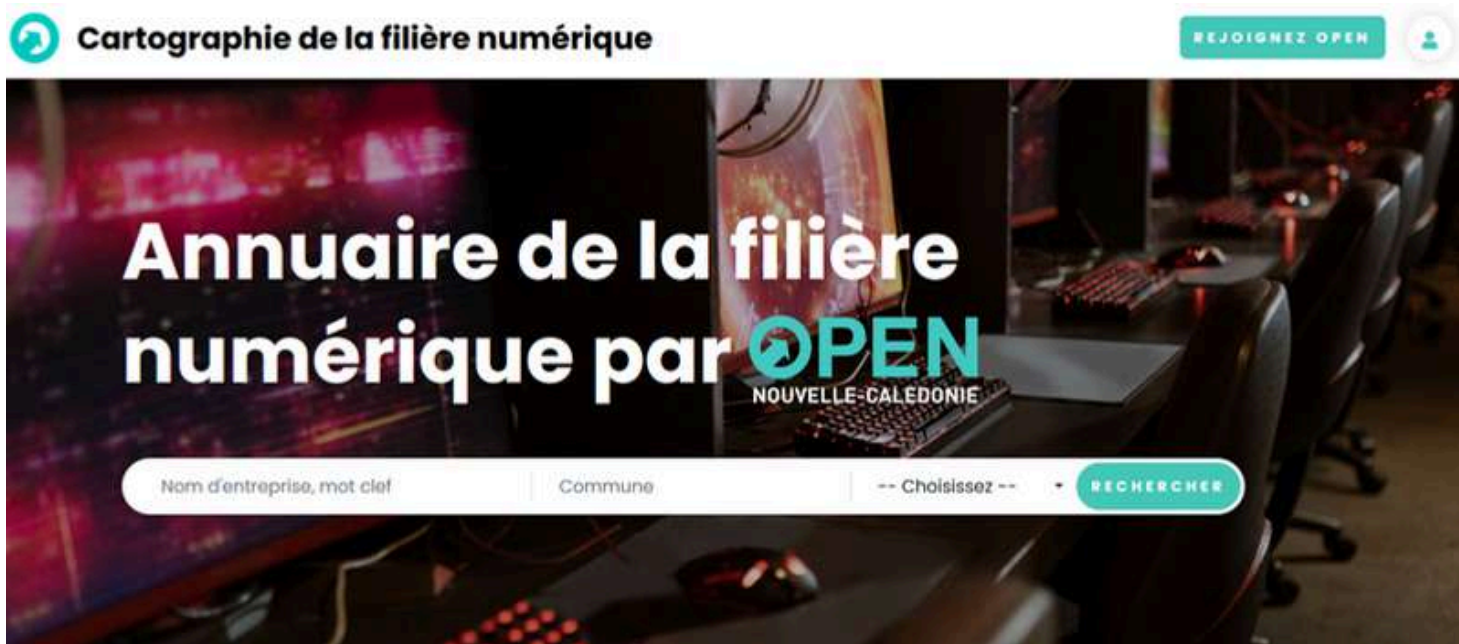 Cartographie de la filière numérique
REJOIGNEZ OPEN
Annuaire de la filière
numérique par OPEN
NOUVELLE-CALÉDONIE
Nom d'entreprise, mot clef
Commune
-- Choisissez --
RECHERCHER